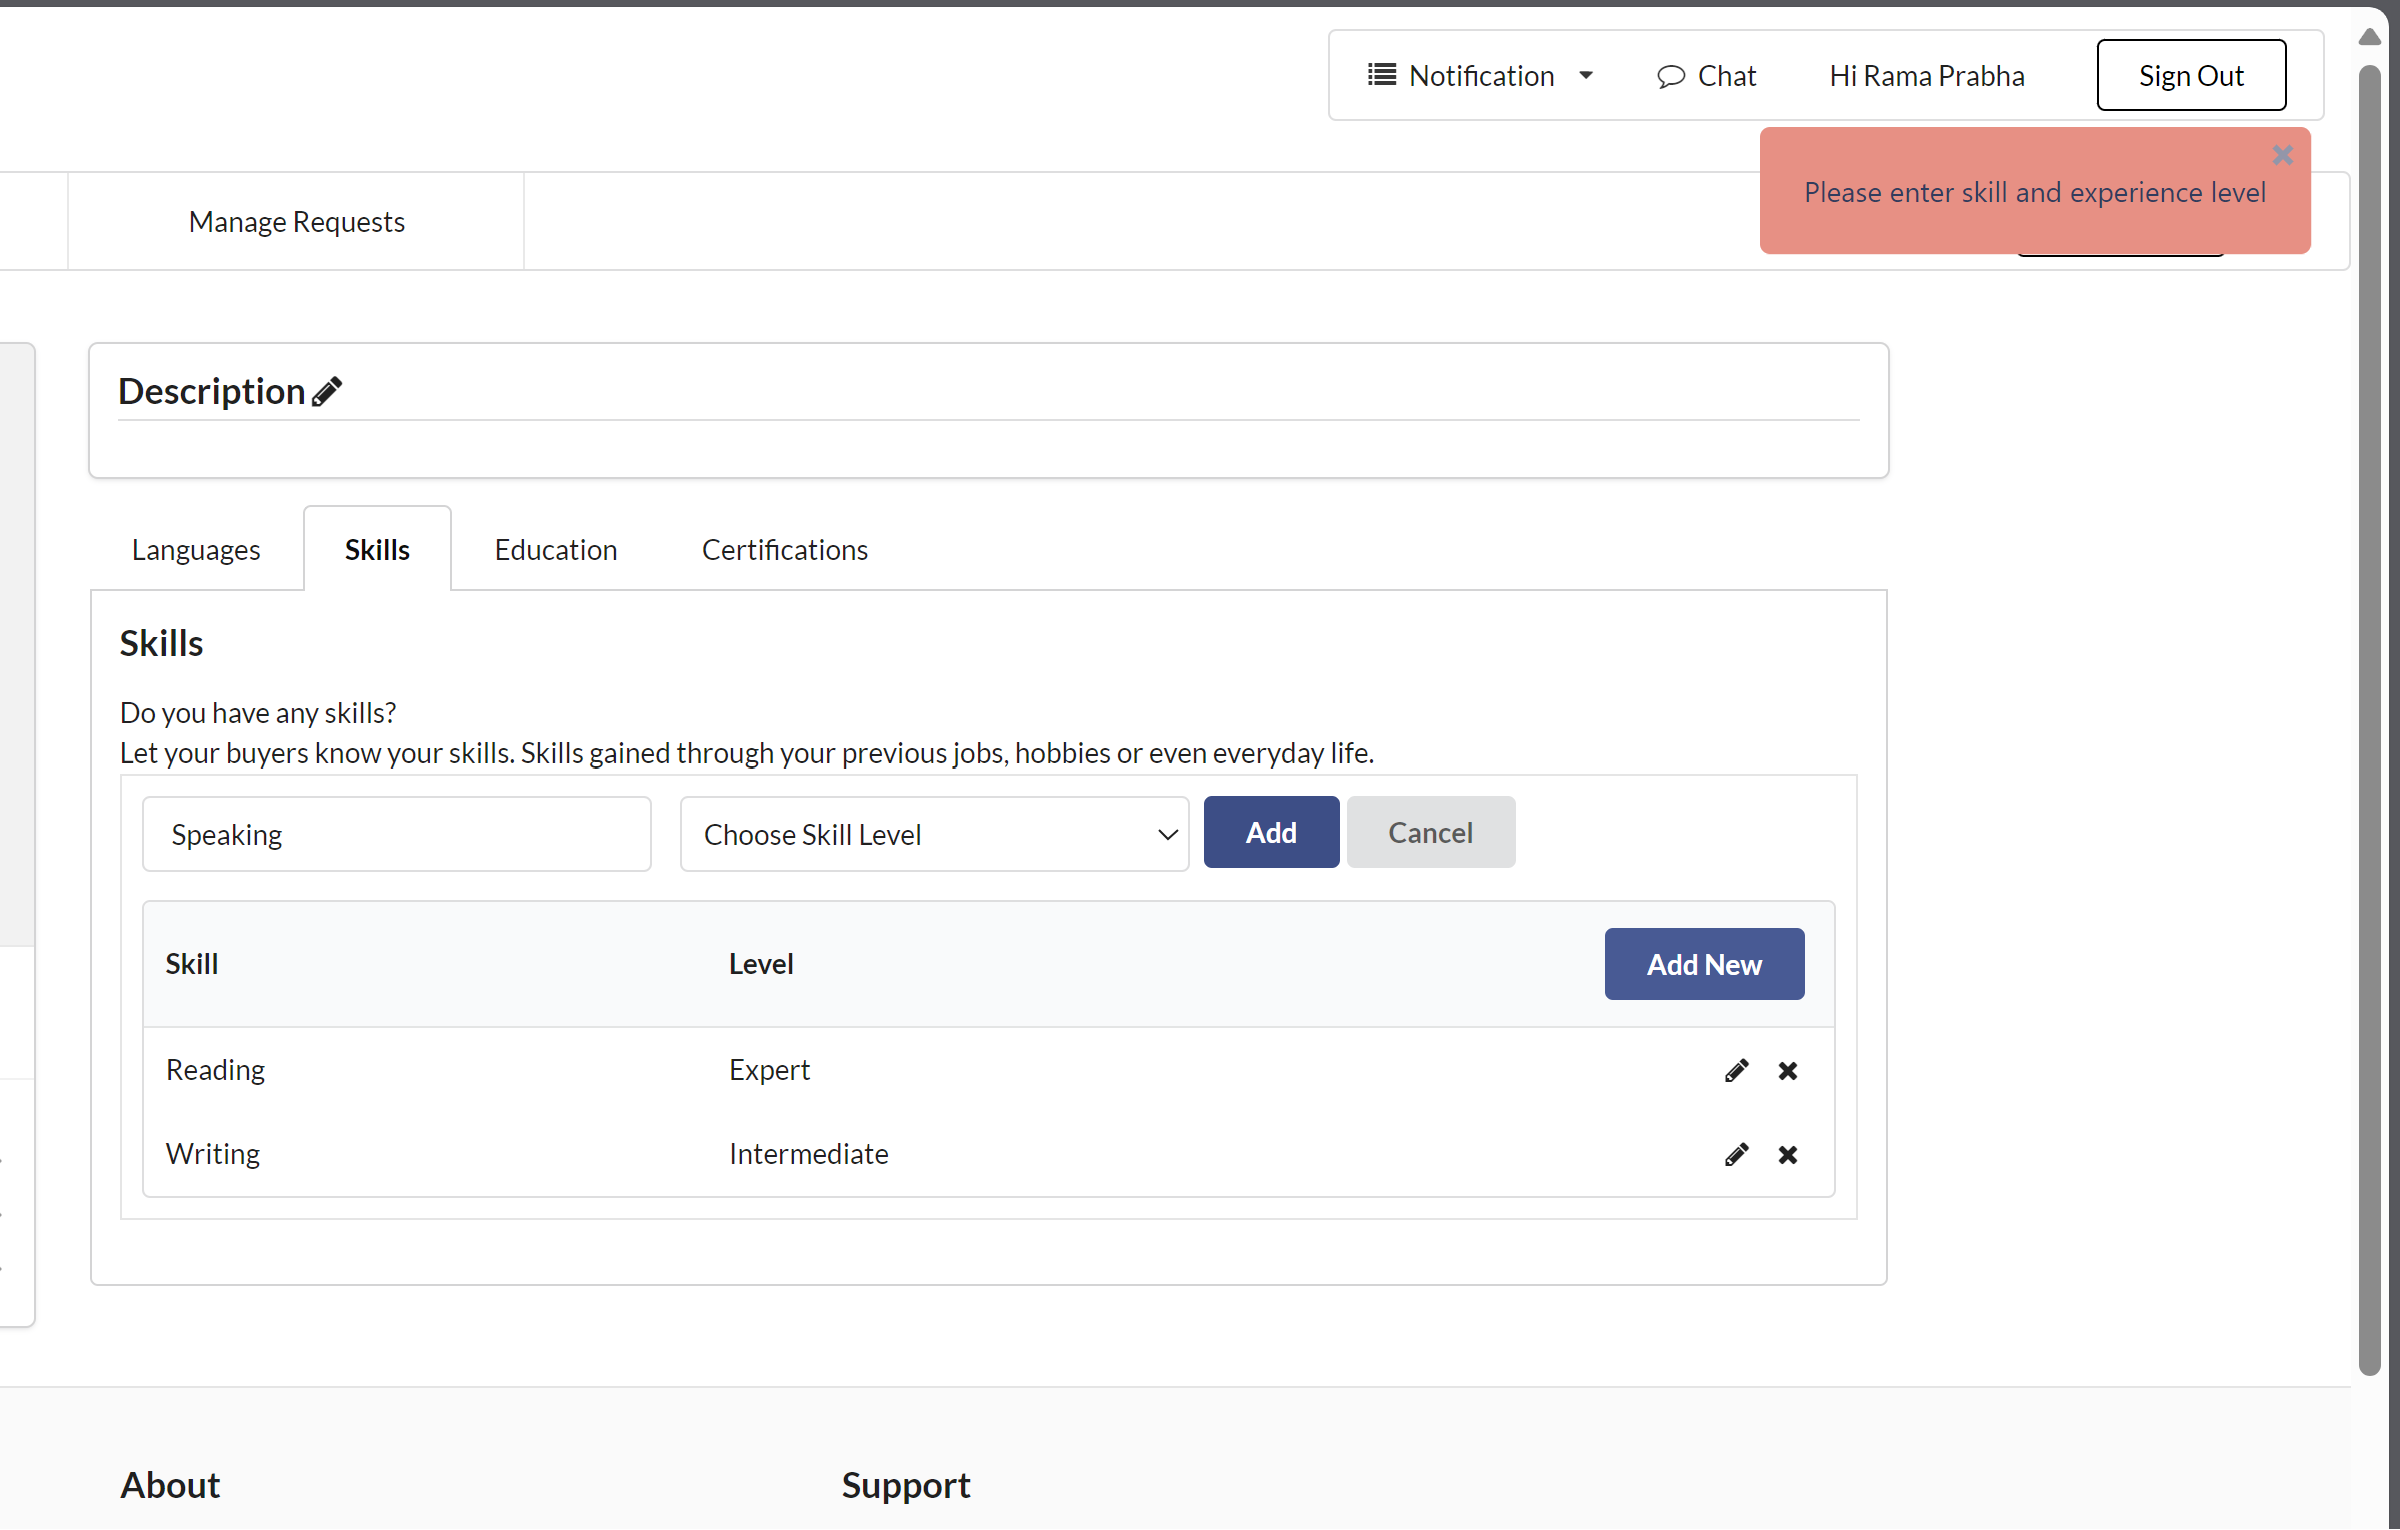 Notification
Chat
Hi Rama Prabha
Sign Out
Please enter skill and experience level
Manage Requests
Description
Languages
Skills
Education
Certifications
Skills
Do you have any skills?
Let your buyers know your skills. Skills gained through your previous jobs, hobbies or even everyday life.
Speaking
Choose Skill Level
Add
Cancel
Skill
Level
Add New
Reading
Expert
Writing
Intermediate
About
Support